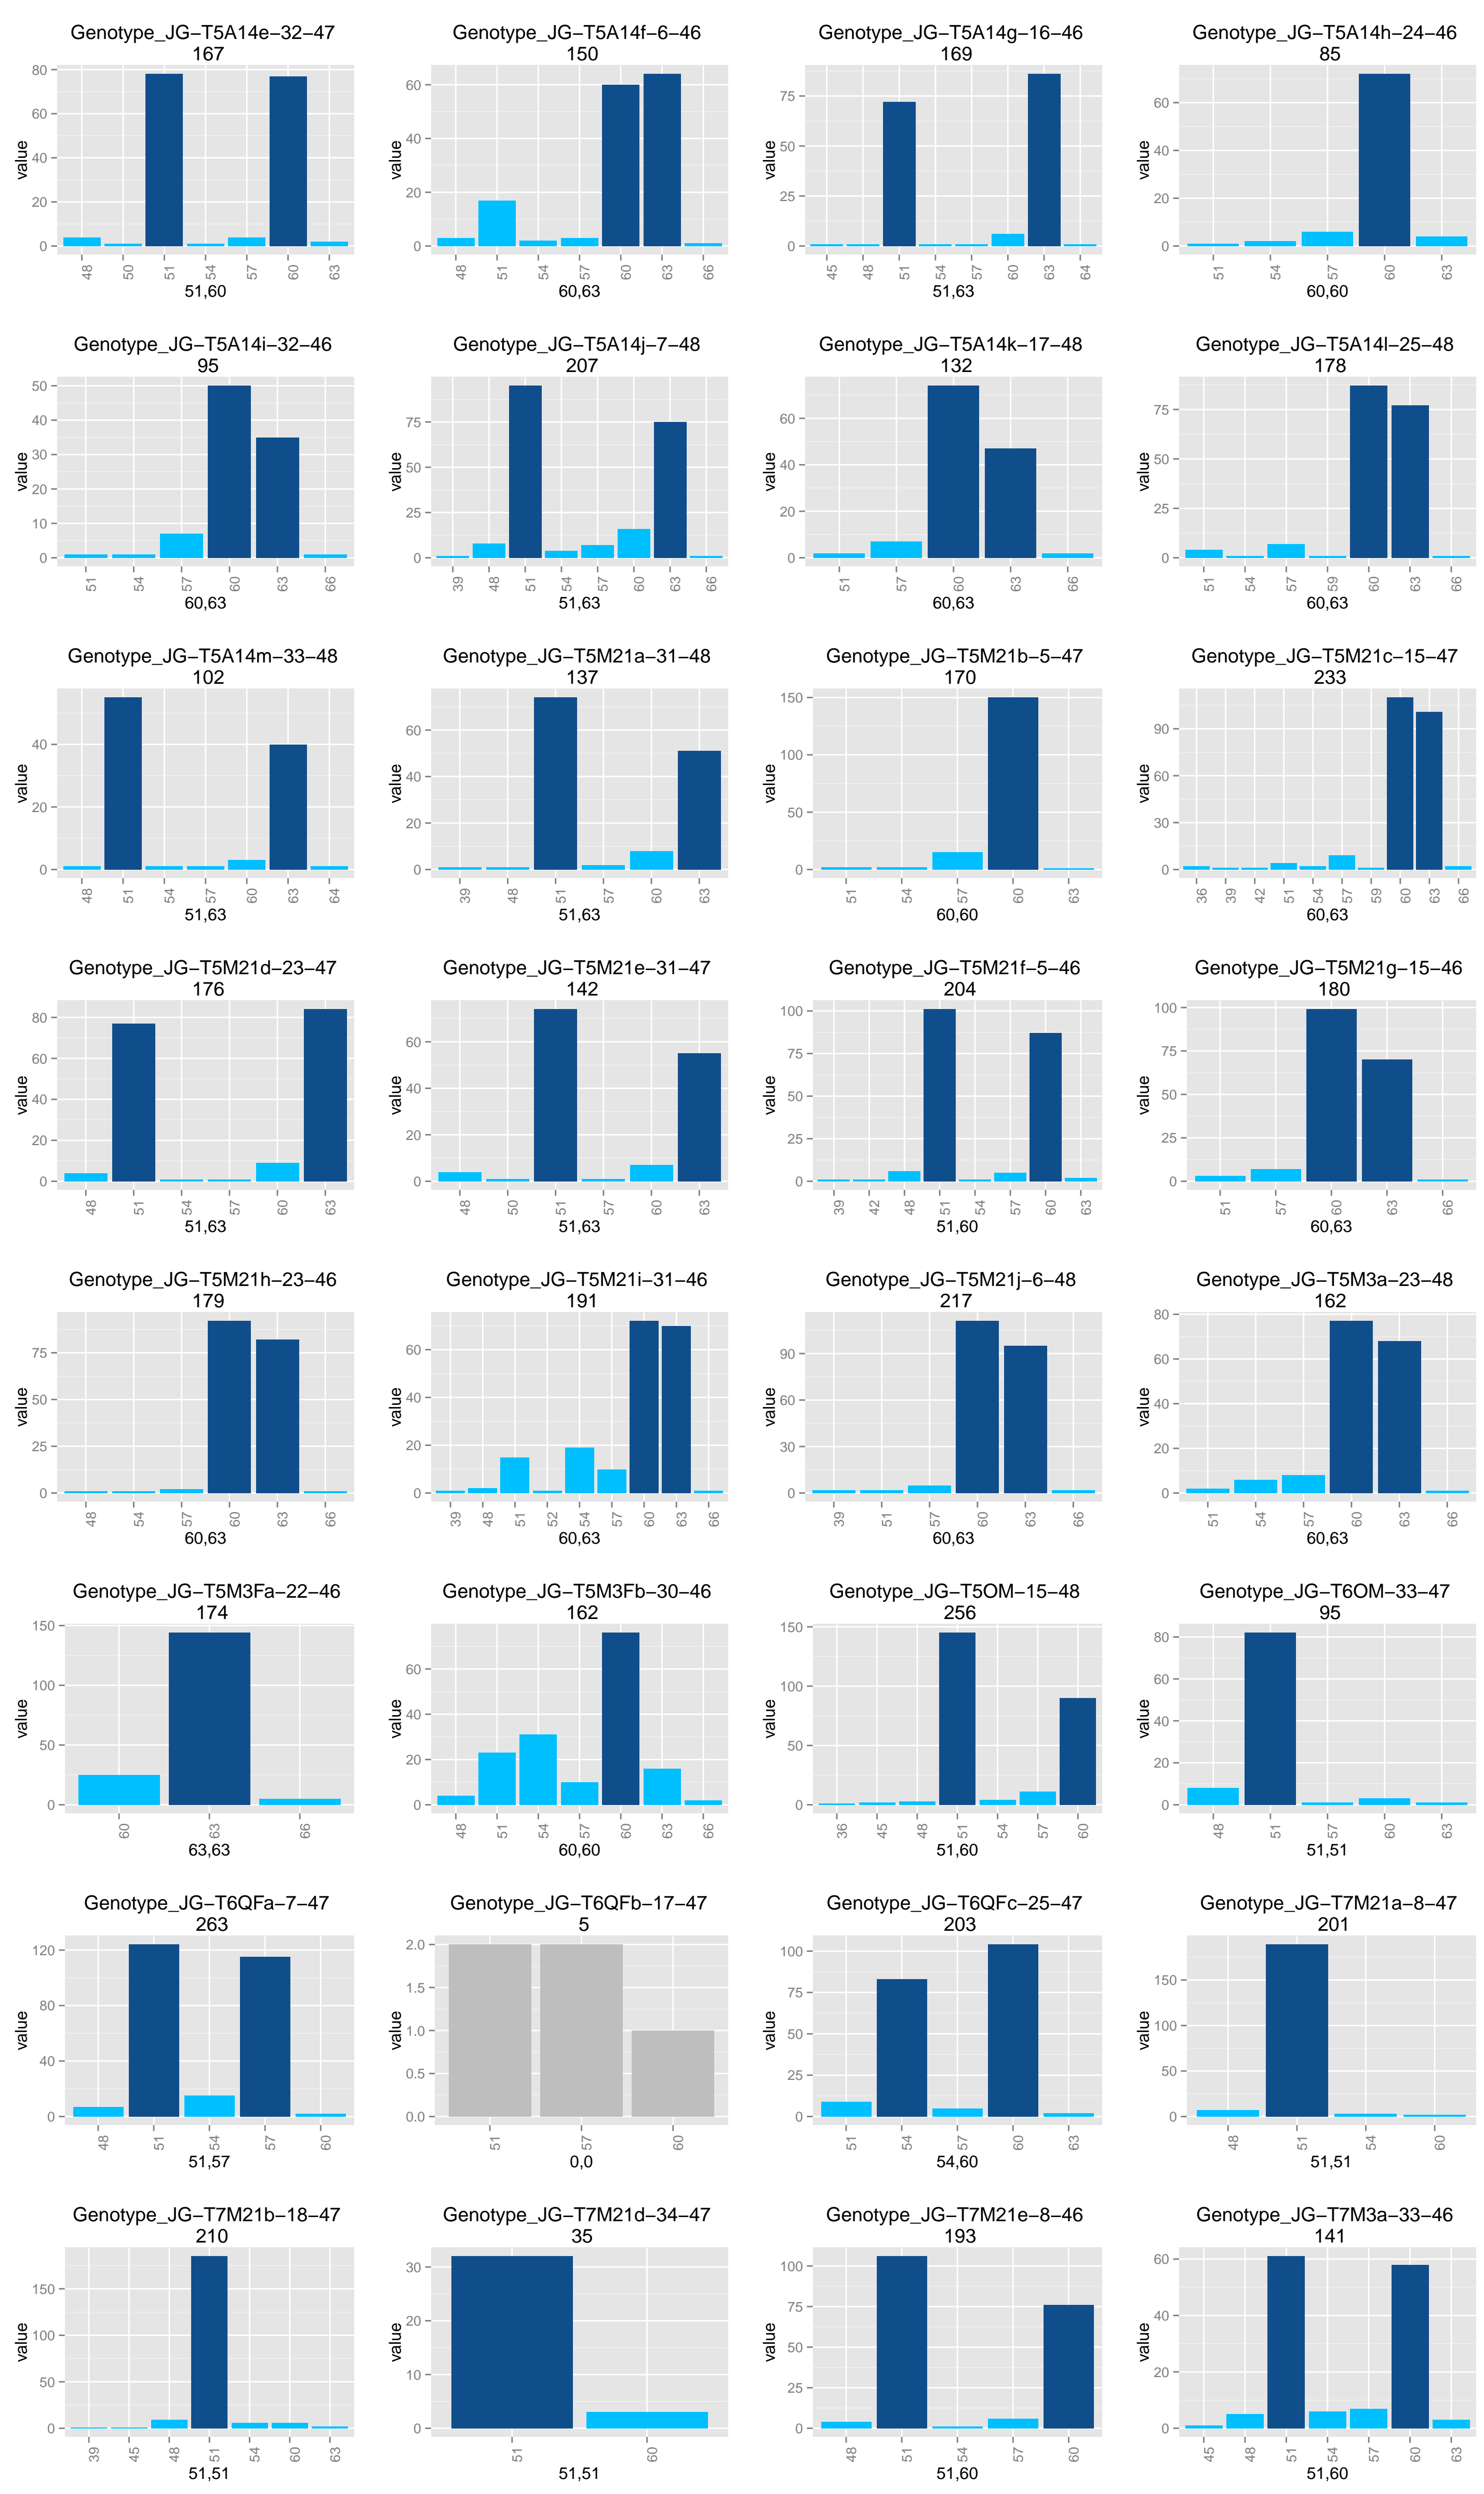 Genotype_JG−T5A14e−32−47
167
80
60
40
20
0
value
48 50 51 54 57 60 63
51,60
Genotype_JG−T5A14f−6−46
150
60
40
20
0
value
48 51 54 57 60 63 66
60,63
Genotype_JG−T5A14g−16−46
169
75
50
25
0
value
45 48 51 54 57 60 63 64
51,63
Genotype_JG−T5A14h−24−46
85
60
40
20
0
value
51 54 57 60 63
60,60
Genotype_JG−T5A14i−32−46
95
50
40
30
20
10
0
value
51 54 57 60 63 66
60,63
Genotype_JG−T5A14j−7−48
207
75
50
25
0
value
39 48 51 54 57 60 63 66
51,63
Genotype_JG−T5A14k−17−48
132
60
40
20
0
value
51 57 60 63 66
60,63
Genotype_JG−T5A14l−25−48
178
75
50
25
0
value
51 54 57 59 60 63 66
60,63
Genotype_JG−T5A14m−33−48
102
40
20
0
value
48 51 54 57 60 63 64
51,63
Genotype_JG−T5M21a−31−48
137
60
40
20
0
value
39 48 51 57 60 63
51,63
Genotype_JG−T5M21b−5−47
170
150
100
50
0
value
51 54 57 60 63
60,60
Genotype_JG−T5M21c−15−47
233
90
60
30
0
value
36 39 42 51 54 57 59 60 63 66
60,63
Genotype_JG−T5M21d−23−47
176
80
60
40
20
0
value
48 51 54 57 60 63
51,63
Genotype_JG−T5M21e−31−47
142
60
40
20
0
value
48 50 51 57 60 63
51,63
Genotype_JG−T5M21f−5−46
204
100
75
50
25
0
value
39 42 48 51 54 57 60 63
51,60
Genotype_JG−T5M21g−15−46
180
100
75
50
25
0
value
51 57 60 63 66
60,63
Genotype_JG−T5M21h−23−46
179
75
50
25
0
value
48 54 57 60 63 66
60,63
Genotype_JG−T5M21i−31−46
191
60
40
20
0
value
39 48 51 52 54 57 60 63 66
60,63
Genotype_JG−T5M21j−6−48
217
90
60
30
0
value
39 51 57 60 63 66
60,63
Genotype_JG−T5M3a−23−48
162
80
60
40
20
0
value
51 54 57 60 63 66
60,63
Genotype_JG−T5M3Fa−22−46
174
150
100
50
0
value
60 63 66
63,63
Genotype_JG−T5M3Fb−30−46
162
60
40
20
0
value
48 51 54 57 60 63 66
60,60
Genotype_JG−T5OM−15−48
256
150
100
50
0
value
36 45 48 51 54 57 60
51,60
Genotype_JG−T6OM−33−47
95
80
60
40
20
0
value
48 51 57 60 63
51,51
Genotype_JG−T6QFa−7−47
263
120
80
40
0
value
48 51 54 57 60
51,57
Genotype_JG−T6QFb−17−47
5
2.0
1.5
1.0
0.5
0.0
value
51 57 60
0,0
Genotype_JG−T6QFc−25−47
203
100
75
50
25
0
value
51 54 57 60 63
54,60
Genotype_JG−T7M21a−8−47
201
150
100
50
0
value
48 51 54 60
51,51
Genotype_JG−T7M21b−18−47
210
150
100
50
0
value
39 45 48 51 54 60 63
51,51
Genotype_JG−T7M21d−34−47
35
30
20
10
0
value
51 60
51,51
Genotype_JG−T7M21e−8−46
193
100
75
50
25
0
value
48 51 54 57 60
51,60
Genotype_JG−T7M3a−33−46
141
60
40
20
0
value
45 48 51 54 57 60 63
51,60